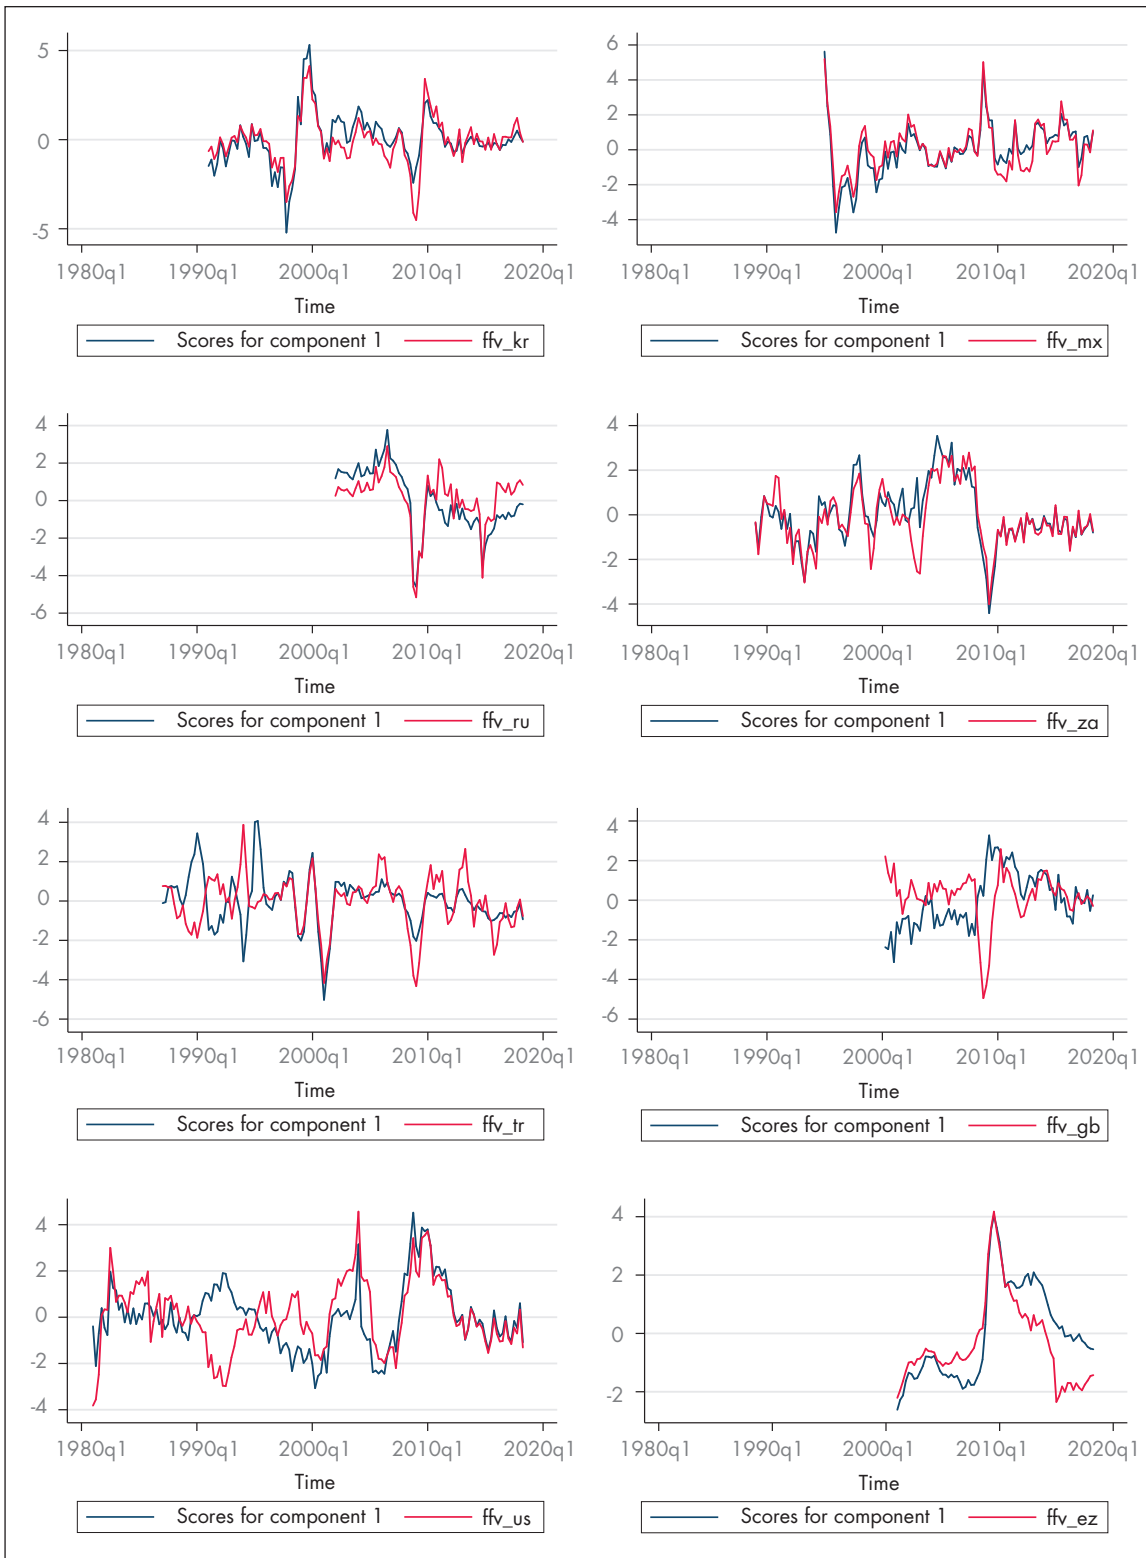 5
0
-5
1980q1 1990q1 2000q1 2010q1 2020q1
Time
Scores for component 1 ffv_kr
6
4
2
0
-2
-4
1980q1 1990q1 2000q1 2010q1 2020q1
Time
Scores for component 1 ffv_mx
4
2
0
-2
-4
-6
1980q1 1990q1 2000q1 2010q1 2020q1
Time
Scores for component 1 ffv_ru
4
2
0
-2
-4
1980q1 1990q1 2000q1 2010q1 2020q1
Time
Scores for component 1 ffv_za
4
2
0
-2
-4
-6
1980q1 1990q1 2000q1 2010q1 2020q1
Time
Scores for component 1 ffv_tr
4
2
0
-2
-4
-6
1980q1 1990q1 2000q1 2010q1 2020q1
Time
Scores for component 1 ffv_gb
4
2
0
-2
-4
1980q1 1990q1 2000q1 2010q1 2020q1
Time
Scores for component 1 ffv_us
4
2
0
-2
1980q1 1990q1 2000q1 2010q1 2020q1
Time
Scores for component 1 ffv_ez